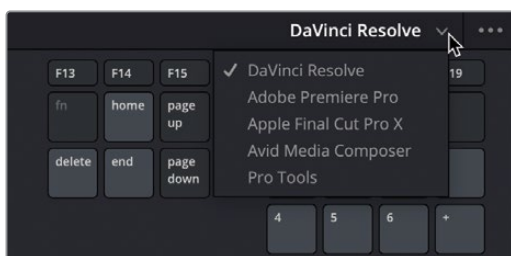 DaVinci Resolve
F13 F14 F15 19
DaVinci Resolve
Adobe Premiere Pro
Apple Final Cut Pro X
Avid Media Composer
Pro Tools
fn home page up
delete end page down
4 5 6 +